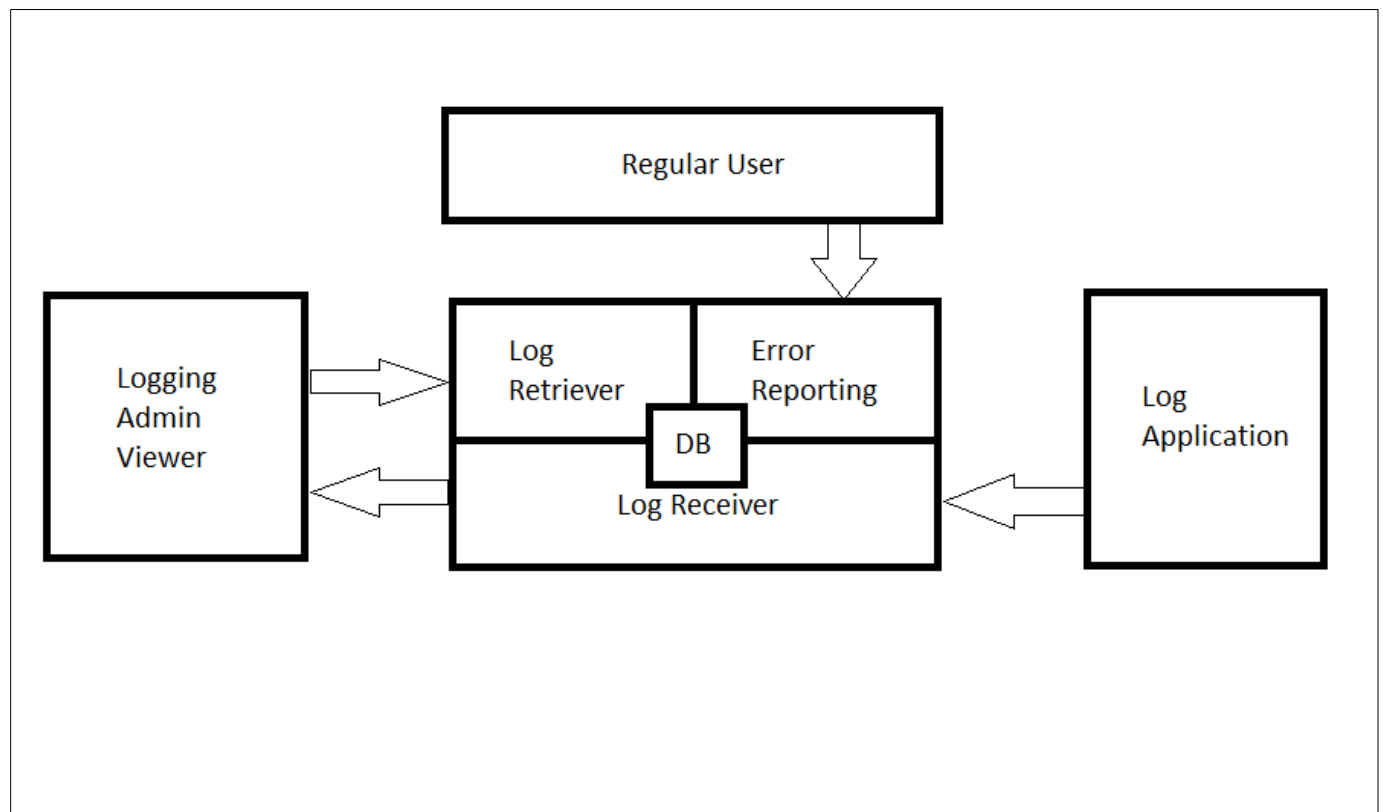 Regular User
Logging
Admin
Viewer
Log
Retriever
Error
Reporting
DB
Log Receiver
Log
Application